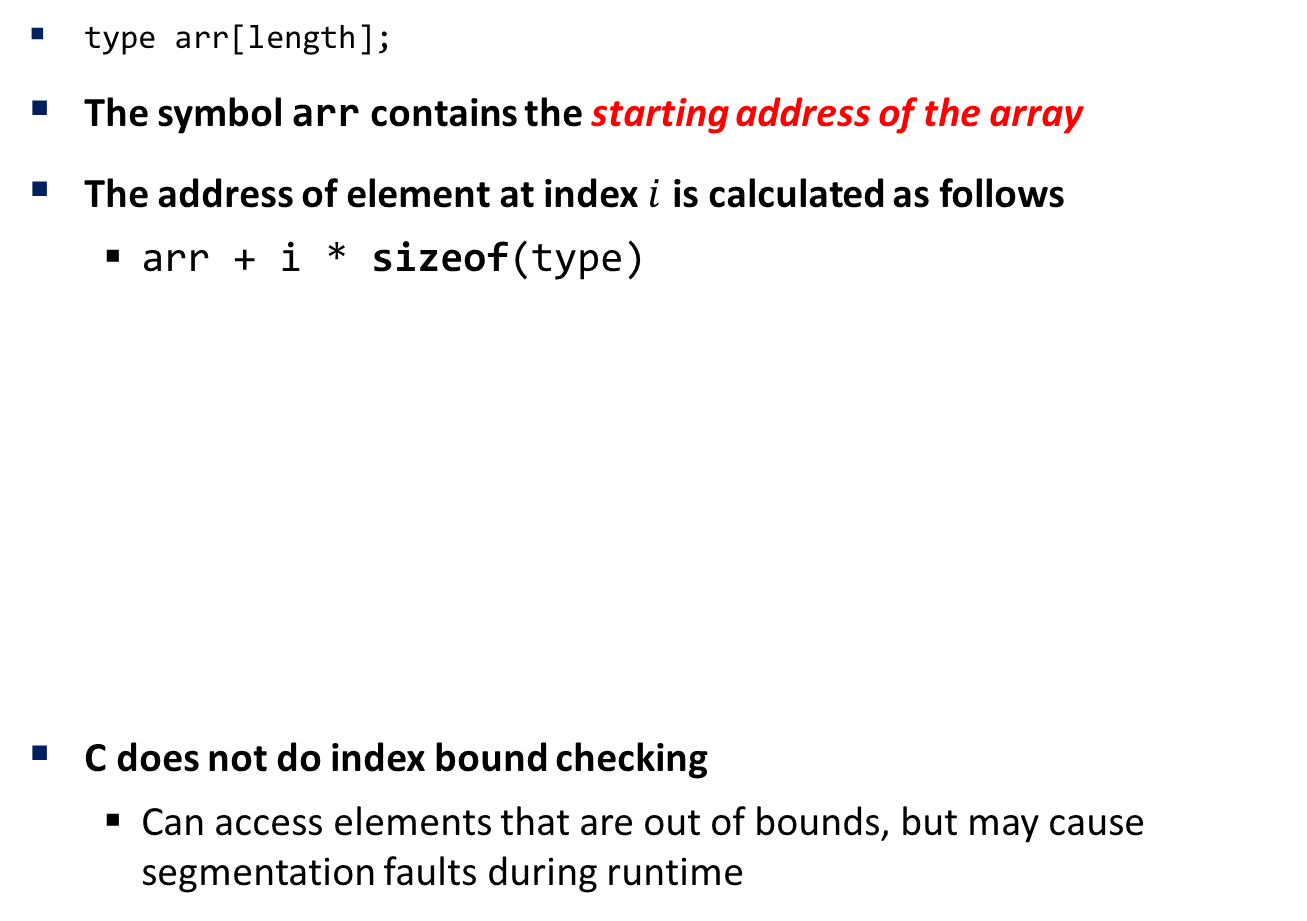 type arr[length];
The symbol arr contains the starting address of the array
The address of element at index i is calculated as follows
arr + i * sizeof(type)
C does not do index bound checking
Can access elements that are out of bounds, but may cause
segmentation faults during runtime